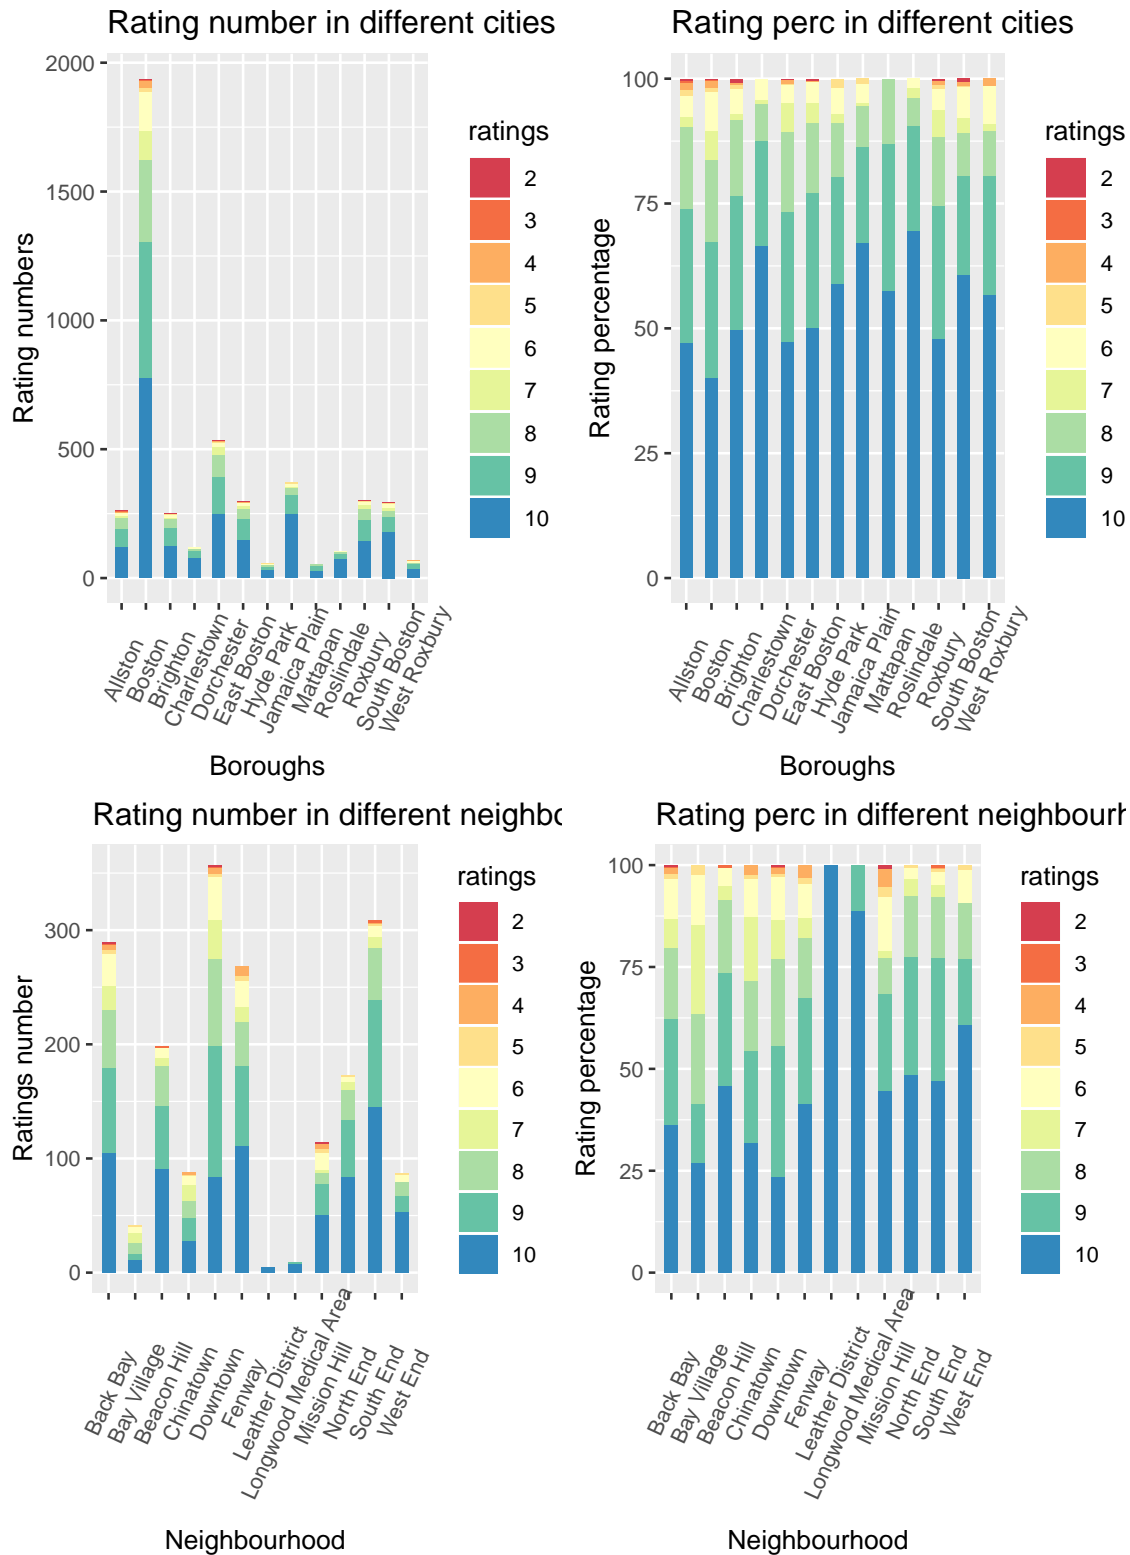 Rating number in different cities
2000
1500
1000
500
0
Rating numbers
Allston
Boston
Brighton
Charlestown
Dorchester
East Boston
Hyde Park
Jamaica Plain
Mattapan
Roslindale
Roxbury
South Boston
West Roxbury
Boroughs
ratings
2
3
4
5
6
7
8
9
10
Rating perc in different cities
100
75
50
25
0
Rating percentage
Allston
Boston
Brighton
Charlestown
Dorchester
East Boston
Hyde Park
Jamaica Plain
Mattapan
Roslindale
Roxbury
South Boston
West Roxbury
Boroughs
ratings
2
3
4
5
6
7
8
9
10
Rating number in different neighbo
300
200
100
0
Ratings number
Back Bay
Bay Village
Beacon Hill
Chinatown
Downtown
Fenway
Leather District
Longwood Medical Area
Mission Hill
North End
South End
West End
Neighbourhood
ratings
2
3
4
5
6
7
8
9
10
Rating perc in different neighbourh
100
75
50
25
0
Rating percentage
Back Bay
Bay Village
Beacon Hill
Chinatown
Downtown
Fenway
Leather District
Longwood Medical Area
Mission Hill
North End
South End
West End
Neighbourhood
ratings
2
3
4
5
6
7
8
9
10